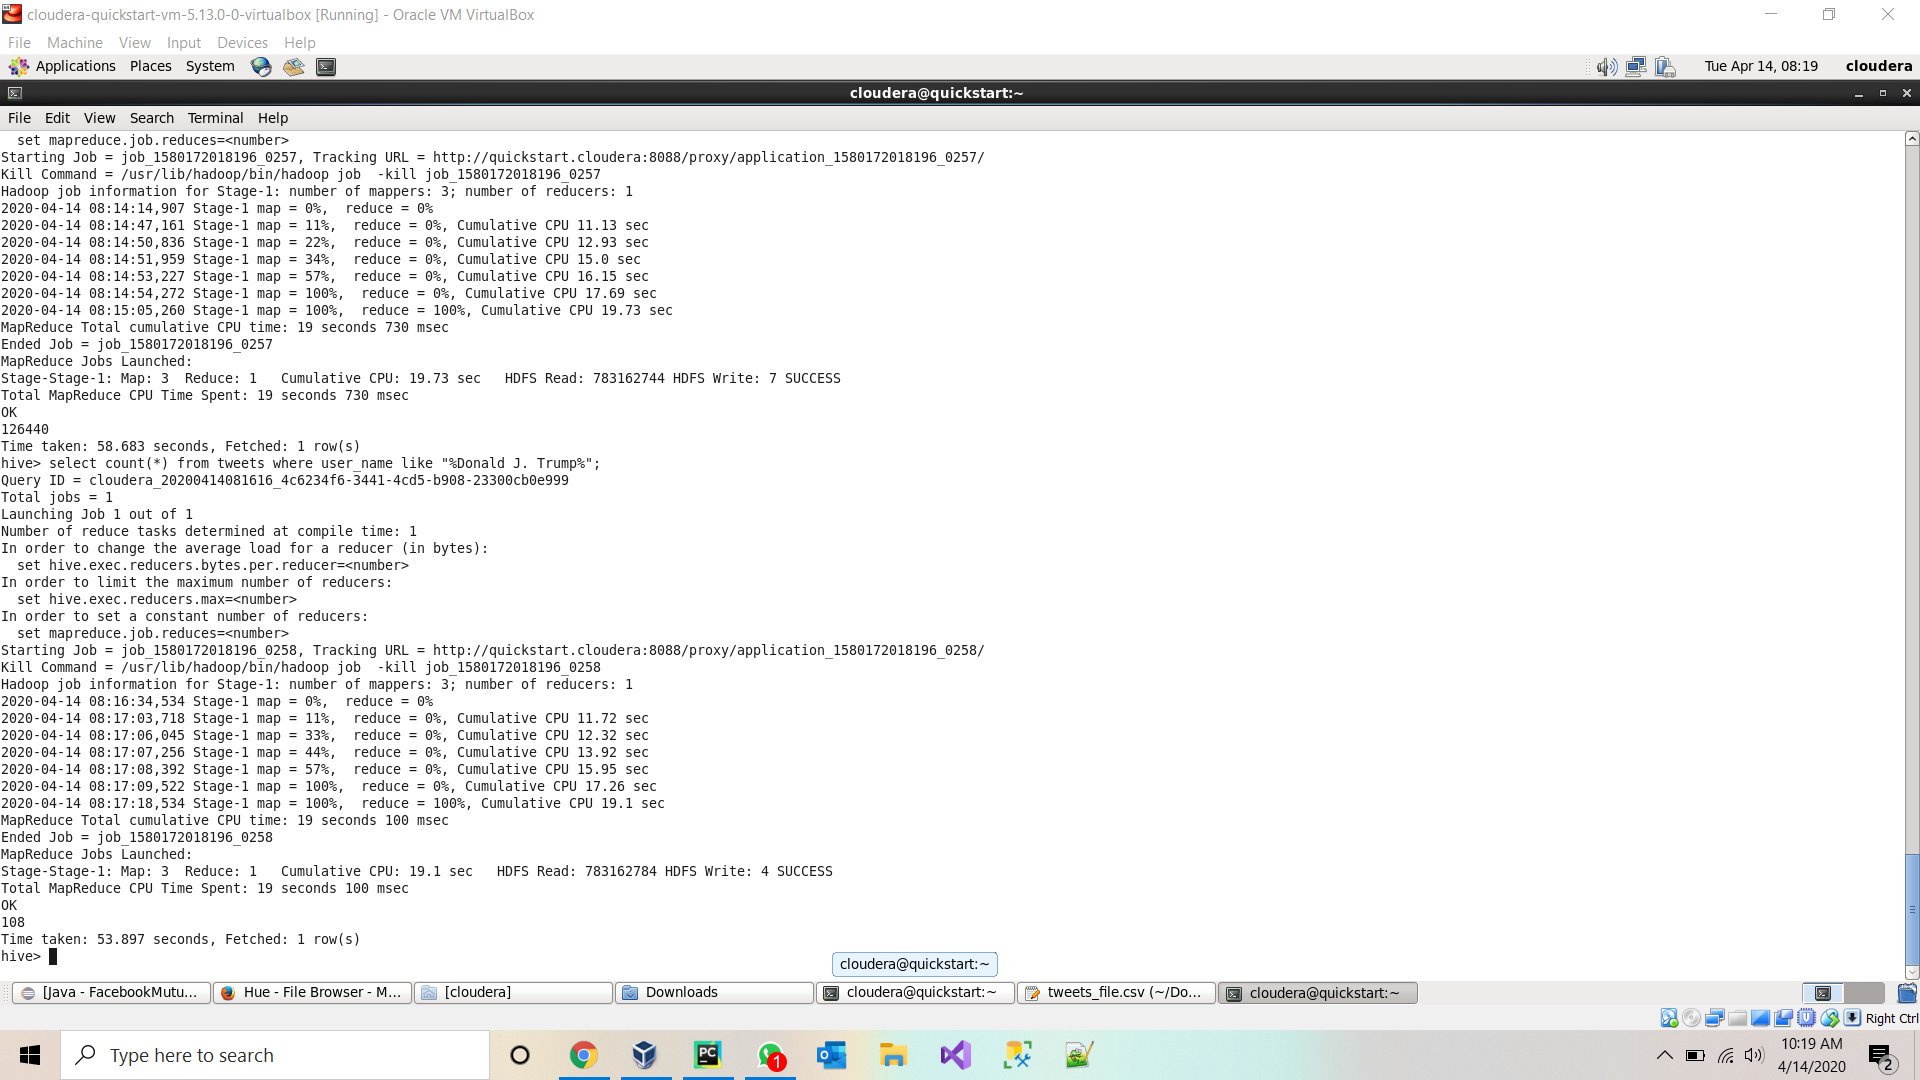 cloudera-quickstart-vm-5.13.0-0-virtualbox [Running] - Oracle VM VirtualBox
File Machine View Input Devices Help
Applications Places System Tue Apr 14, 08:19 cloudera
cloudera@quickstart:~
File Edit View Search Terminal Help
  set mapreduce.job.reduces=<number>
Starting Job = job_1580172018196_0257, Tracking URL = http://quickstart.cloudera:8088/proxy/application_1580172018196_0257/
Kill Command = /usr/lib/hadoop/bin/hadoop job  -kill job_1580172018196_0257
Hadoop job information for Stage-1: number of mappers: 3; number of reducers: 1
2020-04-14 08:14:14,907 Stage-1 map = 0%,  reduce = 0%
2020-04-14 08:14:47,161 Stage-1 map = 11%,  reduce = 0%, Cumulative CPU 11.13 sec
2020-04-14 08:14:50,836 Stage-1 map = 22%,  reduce = 0%, Cumulative CPU 12.93 sec
2020-04-14 08:14:51,959 Stage-1 map = 34%,  reduce = 0%, Cumulative CPU 15.0 sec
2020-04-14 08:14:53,227 Stage-1 map = 57%,  reduce = 0%, Cumulative CPU 16.15 sec
2020-04-14 08:14:54,272 Stage-1 map = 100%,  reduce = 0%, Cumulative CPU 17.69 sec
2020-04-14 08:15:05,260 Stage-1 map = 100%,  reduce = 100%, Cumulative CPU 19.73 sec
MapReduce Total cumulative CPU time: 19 seconds 730 msec
Ended Job = job_1580172018196_0257
MapReduce Jobs Launched:
Stage-Stage-1: Map: 3  Reduce: 1   Cumulative CPU: 19.73 sec   HDFS Read: 783162744 HDFS Write: 7 SUCCESS
Total MapReduce CPU Time Spent: 19 seconds 730 msec
OK
126440
Time taken: 58.683 seconds, Fetched: 1 row(s)
hive> select count(*) from tweets where user_name like "%Donald J. Trump%";
Query ID = cloudera_20200414081616_4c6234f6-3441-4cd5-b908-23300cb0e999
Total jobs = 1
Launching Job 1 out of 1
Number of reduce tasks determined at compile time: 1
In order to change the average load for a reducer (in bytes):
  set hive.exec.reducers.bytes.per.reducer=<number>
In order to limit the maximum number of reducers:
  set hive.exec.reducers.max=<number>
In order to set a constant number of reducers:
  set mapreduce.job.reduces=<number>
Starting Job = job_1580172018196_0258, Tracking URL = http://quickstart.cloudera:8088/proxy/application_1580172018196_0258/
Kill Command = /usr/lib/hadoop/bin/hadoop job  -kill job_1580172018196_0258
Hadoop job information for Stage-1: number of mappers: 3; number of reducers: 1
2020-04-14 08:16:34,534 Stage-1 map = 0%,  reduce = 0%
2020-04-14 08:17:03,718 Stage-1 map = 11%,  reduce = 0%, Cumulative CPU 11.72 sec
2020-04-14 08:17:06,045 Stage-1 map = 33%,  reduce = 0%, Cumulative CPU 12.32 sec
2020-04-14 08:17:07,256 Stage-1 map = 44%,  reduce = 0%, Cumulative CPU 13.92 sec
2020-04-14 08:17:08,392 Stage-1 map = 57%,  reduce = 0%, Cumulative CPU 15.95 sec
2020-04-14 08:17:09,522 Stage-1 map = 100%,  reduce = 0%, Cumulative CPU 17.26 sec
2020-04-14 08:17:18,534 Stage-1 map = 100%,  reduce = 100%, Cumulative CPU 19.1 sec
MapReduce Total cumulative CPU time: 19 seconds 100 msec
Ended Job = job_1580172018196_0258
MapReduce Jobs Launched:
Stage-Stage-1: Map: 3  Reduce: 1   Cumulative CPU: 19.1 sec   HDFS Read: 783162784 HDFS Write: 4 SUCCESS
Total MapReduce CPU Time Spent: 19 seconds 100 msec
OK
108
Time taken: 53.897 seconds, Fetched: 1 row(s)
hive>
cloudera@quickstart:~
[Java - FacebookMutu... Hue - File Browser - M... [cloudera] Downloads cloudera@quickstart:~ tweets_file.csv (~/Do... cloudera@quickstart:~
Right Ctrl
Type here to search PC 1 10:19 AM
4/14/2020 2